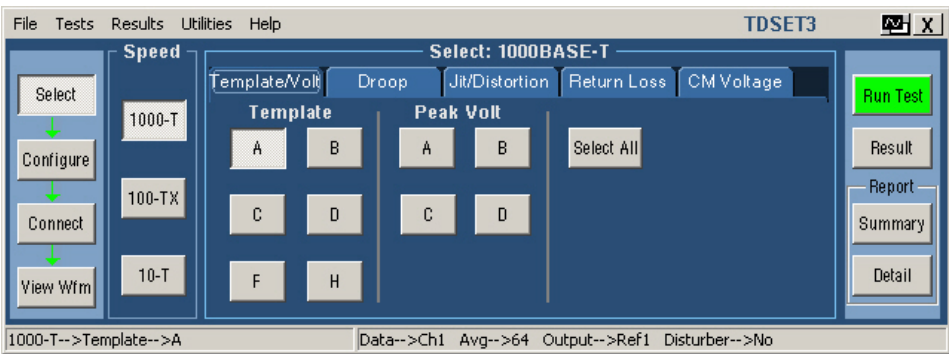 File Tests Results Utilities Help TDSET3 X
Speed Select: 1000BASE-T
Select
Configure
Connect
View Wfm
1000-T
100-TX
10-T
Template/Volt Droop Jit/Distortion Return Loss CM Voltage
Template Peak Volt
A B A B Select All
C D C D
F H
Run Test
Result
Report
Summary
Detail
1000-T-->Template-->A Data-->Ch1 Avg-->64 Output-->Ref1 Disturber-->No